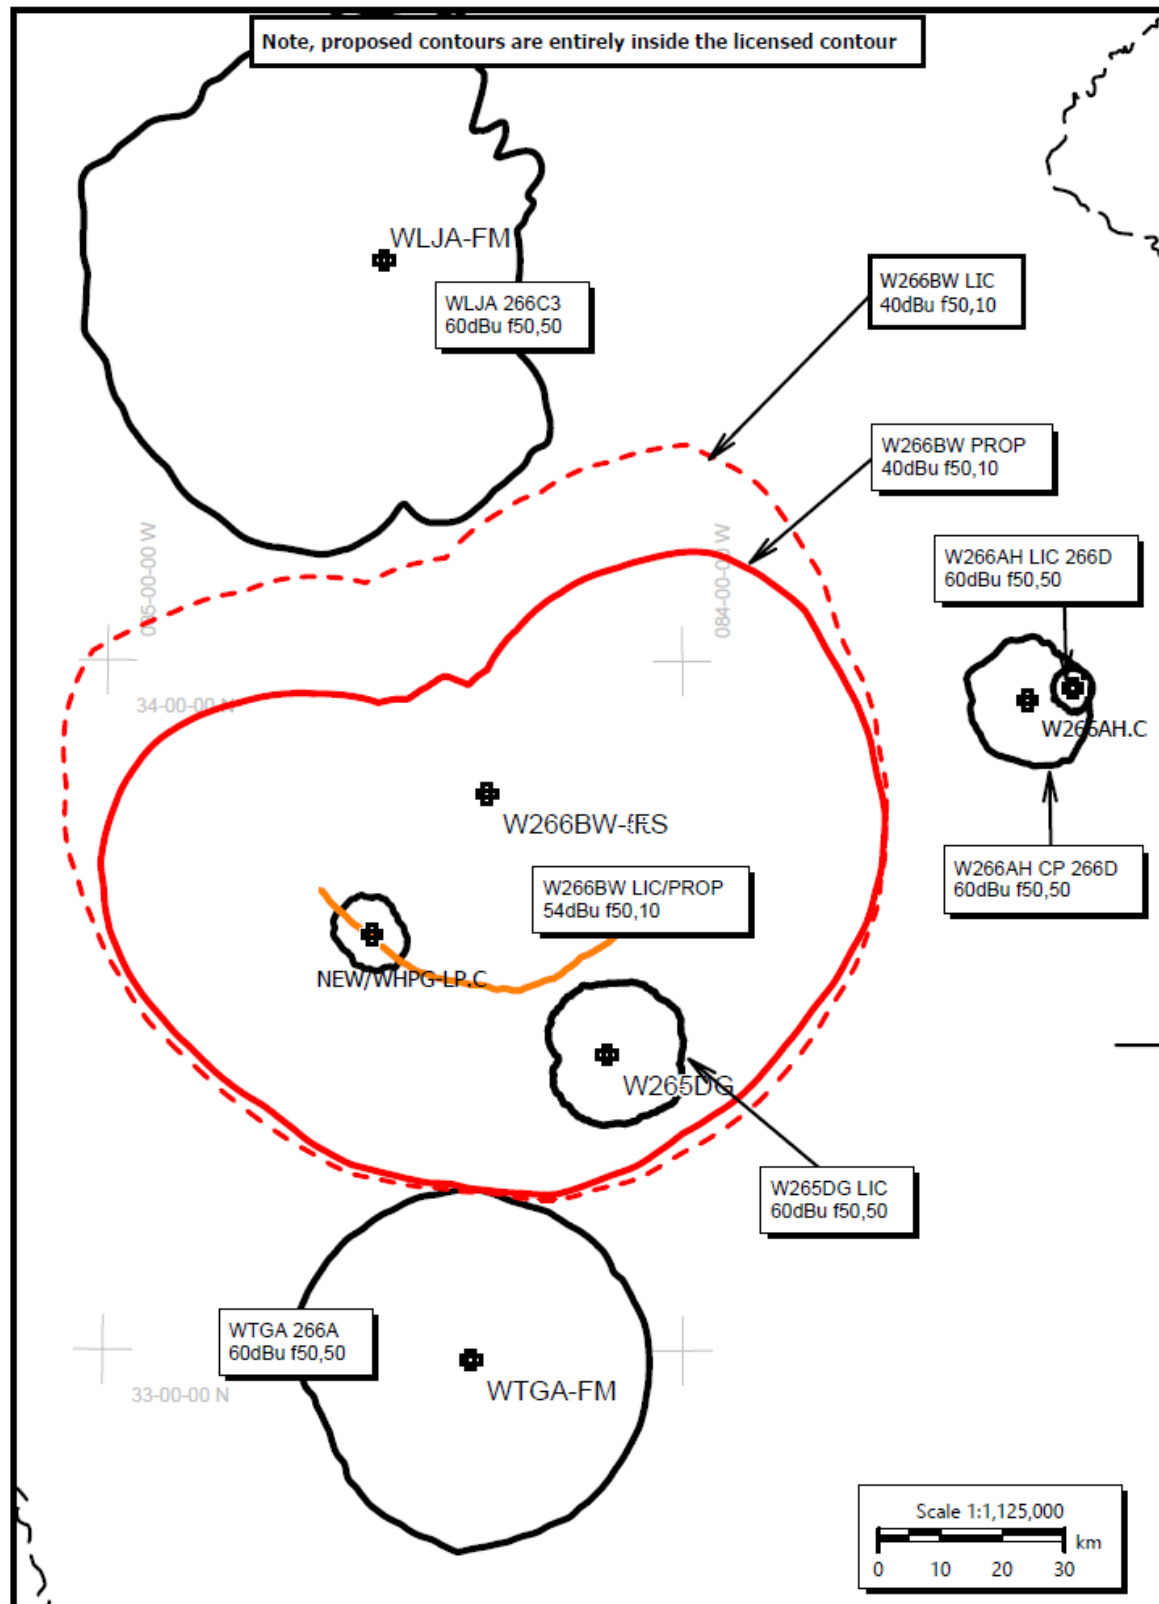 Note, proposed contours are entirely inside the licensed contour
WLJA-FM
W266BW LIC
40dBu f50,10
WLJA 266C3
60dBu f50,50
W266BW PROP
40dBu f50,10
085-00-00 W
084-00-00 W
W266AH LIC 266D
60dBu f50,50
34-00-00 N
W266AH.C
W266BW
W266AH CP 266D
60dBu f50,50
W266BW LIC/PROP
54dBu f50,10
NEW/WHPG-LP.C
W265DG
W265DG LIC
60dBu f50,50
WTGA 266A
60dBu f50,50
WTGA-FM
33-00-00 N
Scale 1:1,125,000
km
0 10 20 30